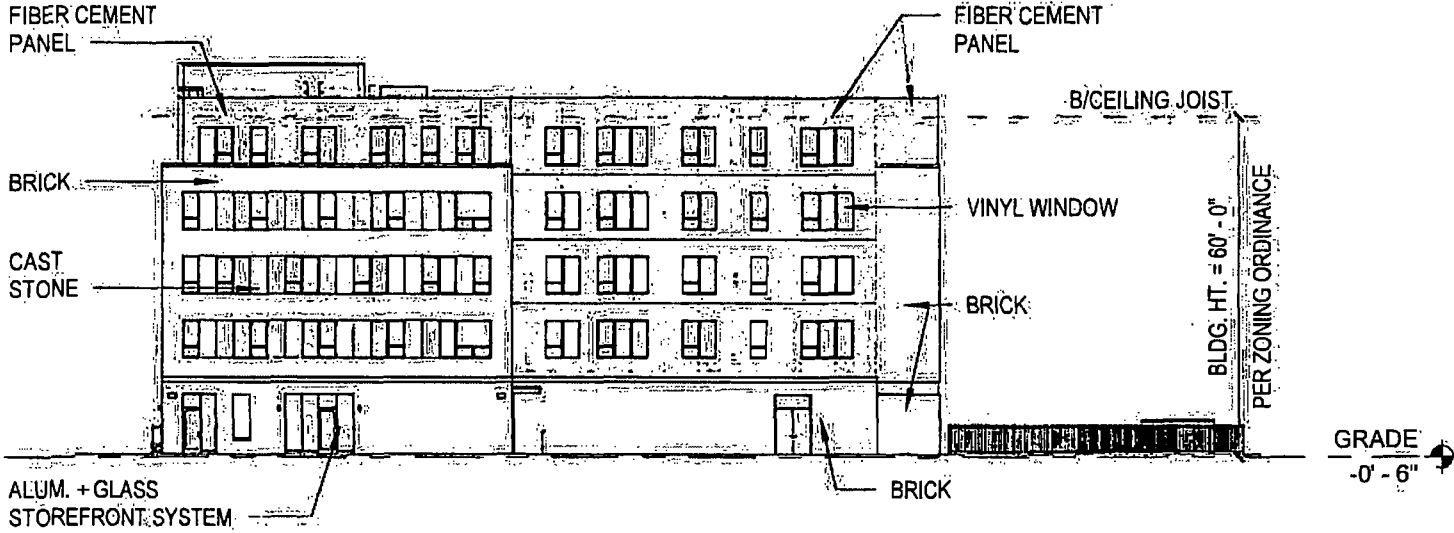 FIBER CEMENT
PANEL
FIBER CEMENT
PANEL
B/CEILING JOIST
BRICK
VINYL WINDOW
CAST
STONE
BRICK
BLDG. HT. = 60' - 0"
PER ZONING ORDINANCE
GRADE
-0' - 6"
ALUM. + GLASS
STOREFRONT SYSTEM
BRICK